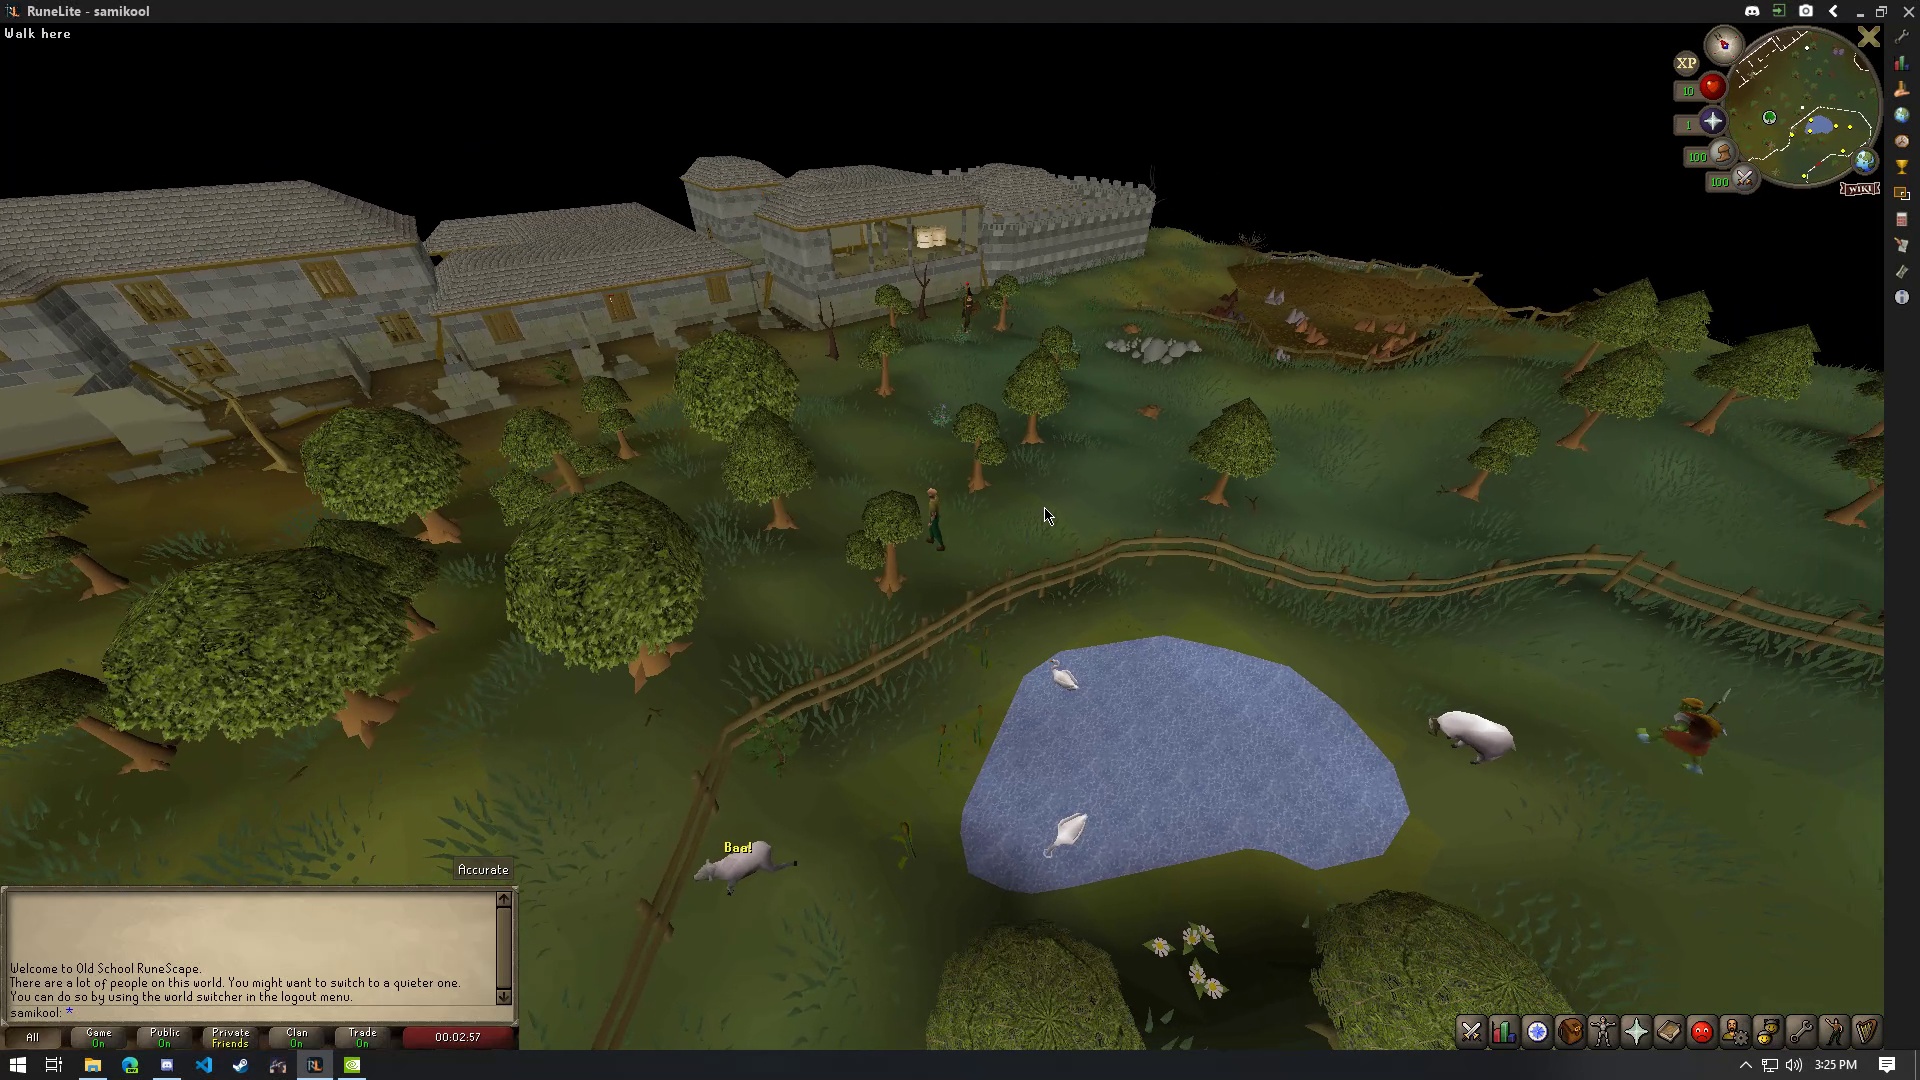 RuneLite - samikool
Walk here
XP
10
1
100
100
WIKI
Baa!
Accurate
Welcome to Old School RuneScape.
There are a lot of people on this world. You might want to switch to a quieter one.
You can do so by using the world switcher in the logout menu.
samikool: *
All
Game
On
Public
On
Private
Friends
Clan
On
Trade
On
00:02:57
3:25 PM